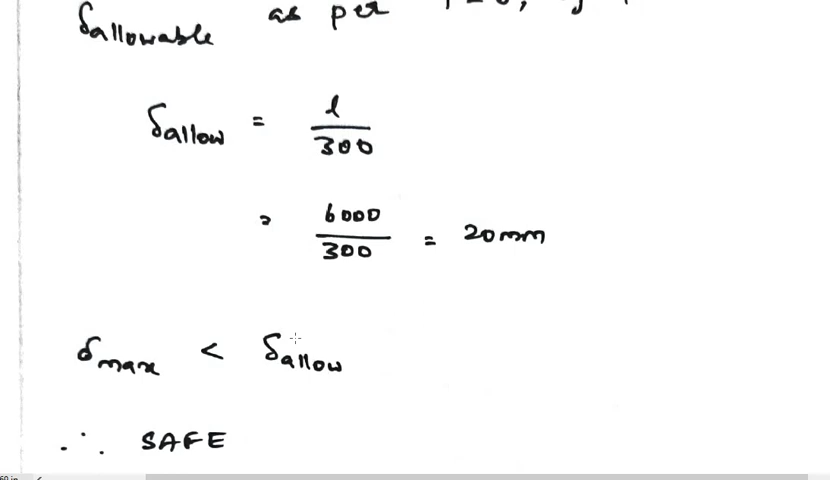 δallowable as per
δallow = l / 300
= 6000 / 300 = 20mm
δmax < δallow
∴ SAFE